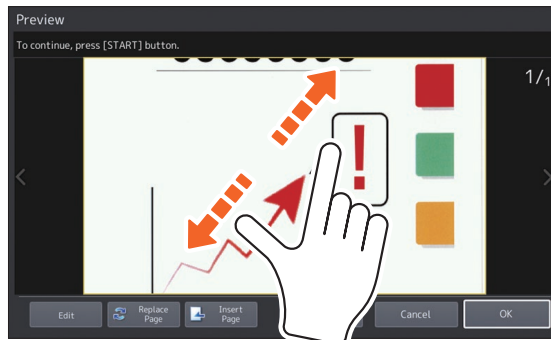 Preview
To continue, press [START] button.
1/1
!
Edit
Replace
Page
Insert
Page
Cancel
OK